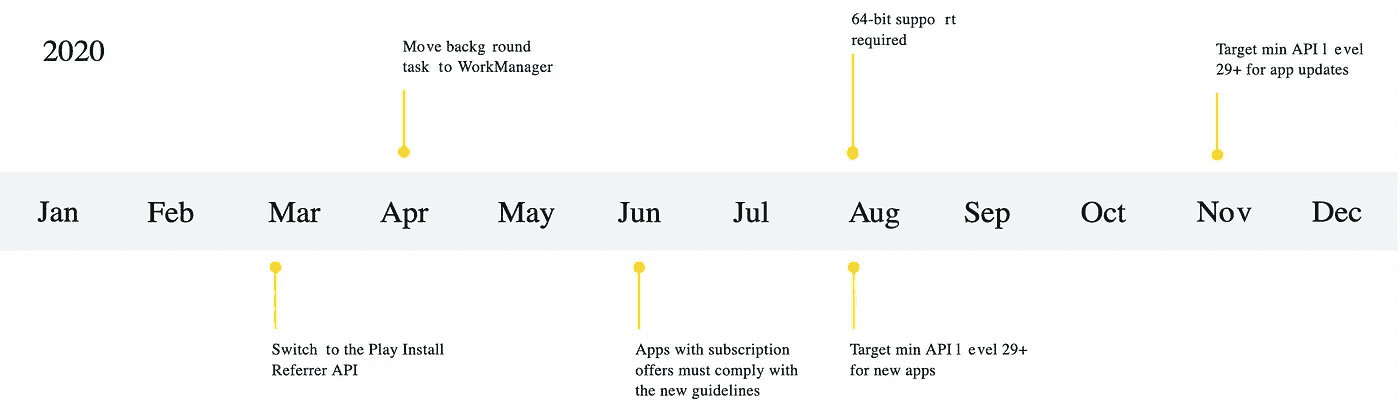 2020
Move backg round
task to WorkManager
64-bit suppo rt
required
Target min API l evel
29+ for app updates
Jan Feb Mar Apr May Jun Jul Aug Sep Oct Nov Dec
Switch to the Play Install
Referrer API
Apps with subscription
offers must comply with
the new guidelines
Target min API l evel 29+
for new apps